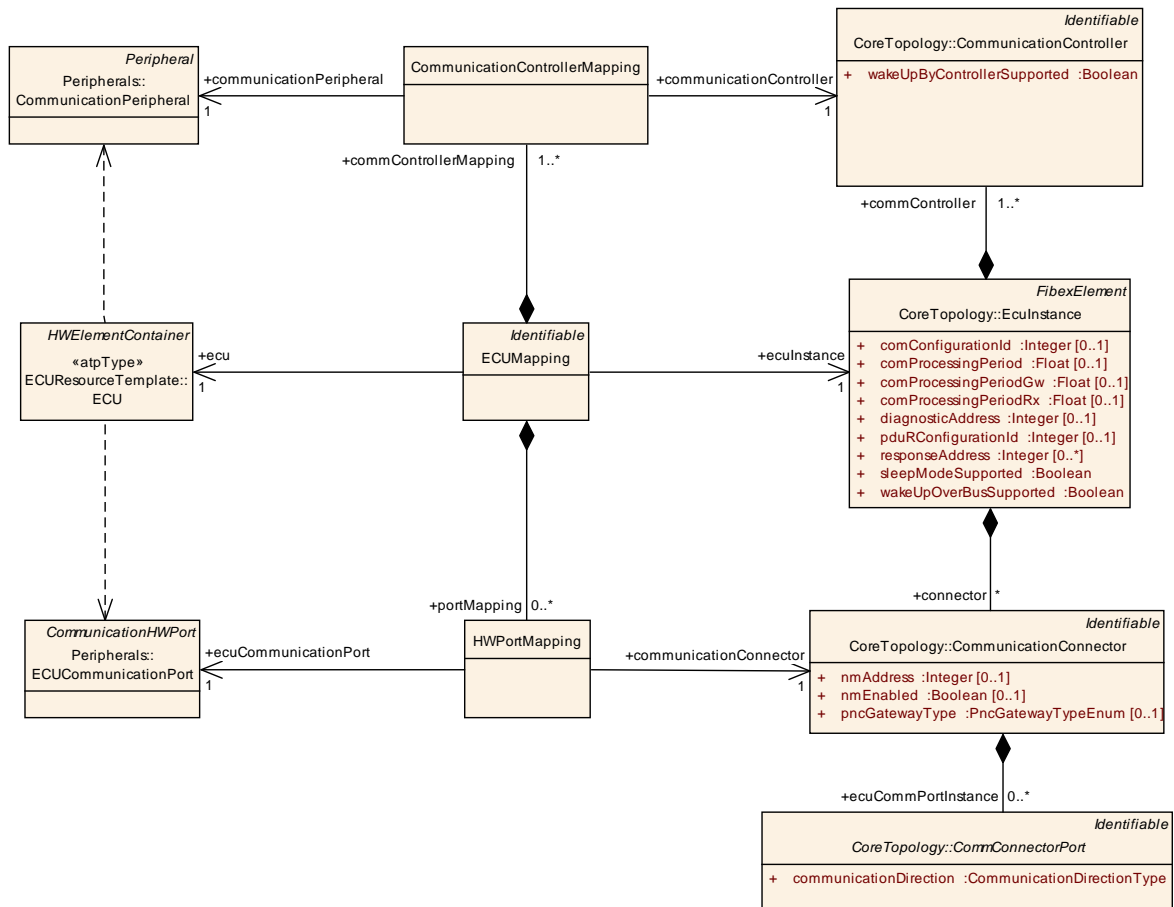 Identifiable
CoreTopology::CommunicationController
+ wakeUpByControllerSupported :Boolean
Peripheral
Peripherals::
CommunicationPeripheral
+communicationPeripheral
1
CommunicationControllerMapping
+communicationController
1
+commControllerMapping 1..*
+commController 1..*
HWElementContainer
«atpType»
ECUResourceTemplate::
ECU
+ecu
1
Identifiable
ECUMapping
+ecuInstance
1
FibexElement
CoreTopology::EcuInstance
+ comConfigurationId :Integer [0..1]
+ comProcessingPeriod :Float [0..1]
+ comProcessingPeriodGw :Float [0..1]
+ comProcessingPeriodRx :Float [0..1]
+ diagnosticAddress :Integer [0..1]
+ pduRConfigurationId :Integer [0..1]
+ responseAddress :Integer [0..*]
+ sleepModeSupported :Boolean
+ wakeUpOverBusSupported :Boolean
+portMapping 0..*
+connector *
CommunicationHWPort
Peripherals::
ECUCommunicationPort
+ecuCommunicationPort
1
HWPortMapping
+communicationConnector
1
Identifiable
CoreTopology::CommunicationConnector
+ nmAddress :Integer [0..1]
+ nmEnabled :Boolean [0..1]
+ pncGatewayType :PncGatewayTypeEnum [0..1]
+ecuCommPortInstance 0..*
Identifiable
CoreTopology::CommConnectorPort
+ communicationDirection :CommunicationDirectionType